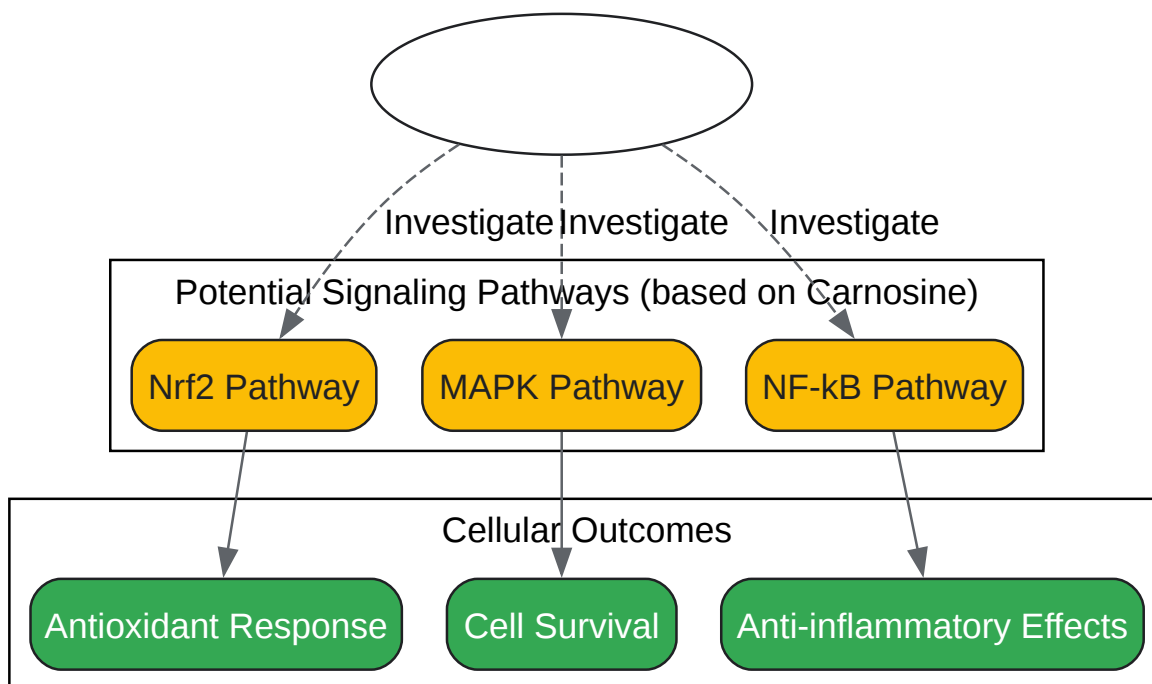 Investigate Investigate Investigate
Potential Signaling Pathways (based on Carnosine)
Nrf2 Pathway MAPK Pathway NF-kB Pathway
Cellular Outcomes
Antioxidant Response Cell Survival Anti-inflammatory Effects